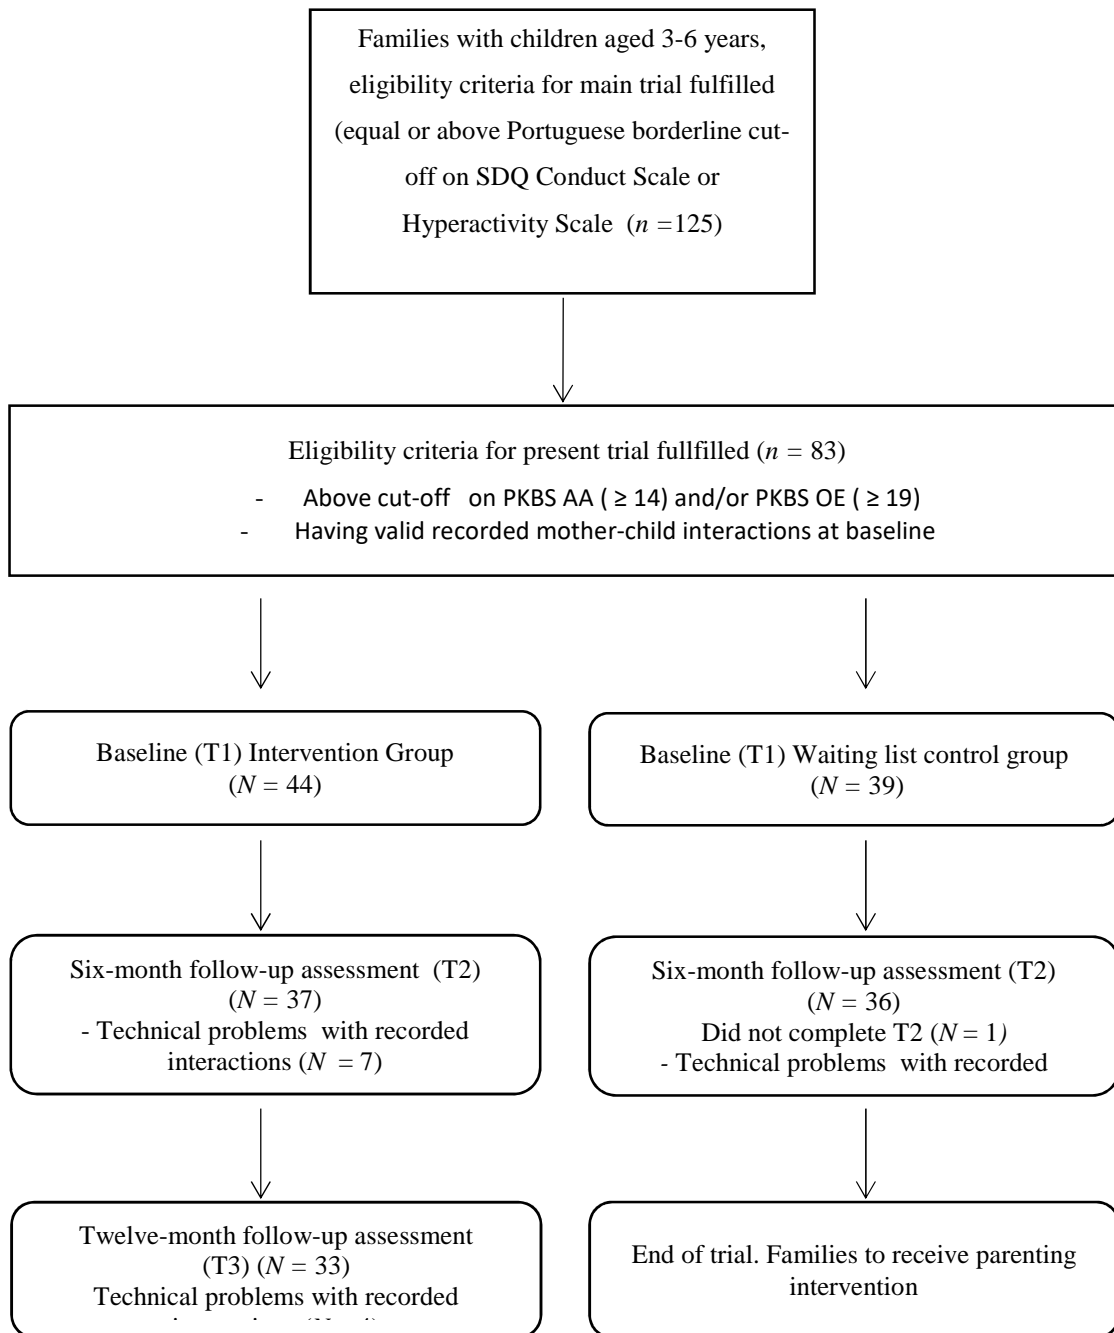 Families with children aged 3-6 years,
eligibility criteria for main trial fulfilled
(equal or above Portuguese borderline cut-
off on SDQ Conduct Scale or
Hyperactivity Scale (n =125)
Eligibility criteria for present trial fullfilled (n = 83)
- Above cut-off on PKBS AA ( ≥ 14) and/or PKBS OE ( ≥ 19)
- Having valid recorded mother-child interactions at baseline
Baseline (T1) Intervention Group
(N = 44)
Baseline (T1) Waiting list control group
(N = 39)
Six-month follow-up assessment (T2)
(N = 37)
- Technical problems with recorded
interactions (N = 7)
Six-month follow-up assessment (T2)
(N = 36)
Did not complete T2 (N = 1)
- Technical problems with recorded
Twelve-month follow-up assessment
(T3) (N = 33)
Technical problems with recorded
End of trial. Families to receive parenting
intervention